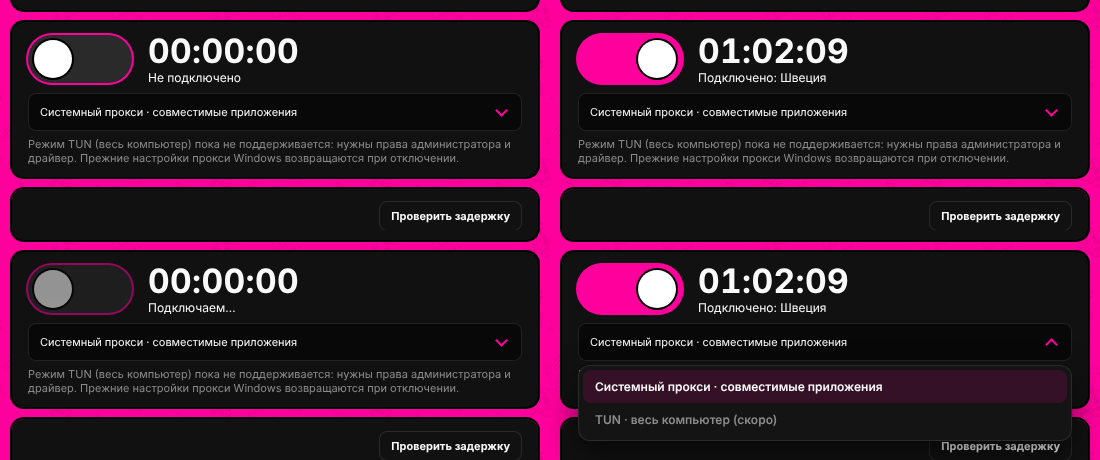 00:00:00
Не подключено
Системный прокси · совместимые приложения
Режим TUN (весь компьютер) пока не поддерживается: нужны права администратора и
драйвер. Прежние настройки прокси Windows возвращаются при отключении.
Проверить задержку
01:02:09
Подключено: Швеция
Системный прокси · совместимые приложения
Режим TUN (весь компьютер) пока не поддерживается: нужны права администратора и
драйвер. Прежние настройки прокси Windows возвращаются при отключении.
Проверить задержку
00:00:00
Подключаем...
Системный прокси · совместимые приложения
Режим TUN (весь компьютер) пока не поддерживается: нужны права администратора и
драйвер. Прежние настройки прокси Windows возвращаются при отключении.
Проверить задержку
01:02:09
Подключено: Швеция
Системный прокси · совместимые приложения
Системный прокси · совместимые приложения
TUN · весь компьютер (скоро)
Проверить задержку